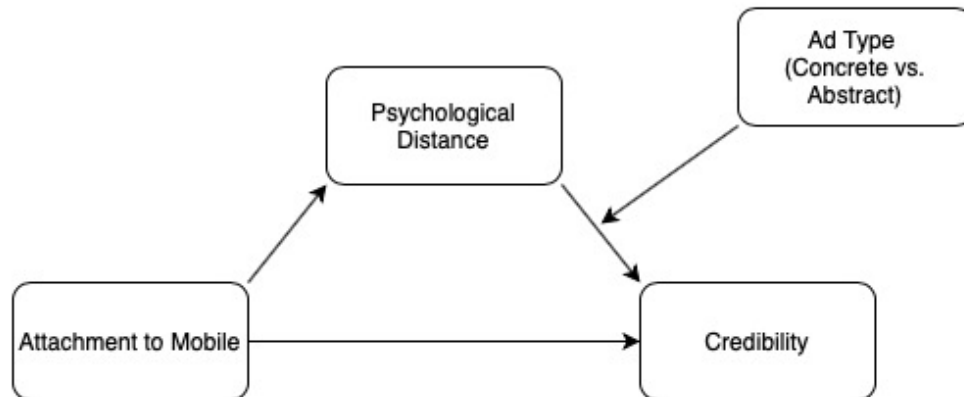 Ad Type
(Concrete vs.
Abstract)
Psychological
Distance
Attachment to Mobile
Credibility